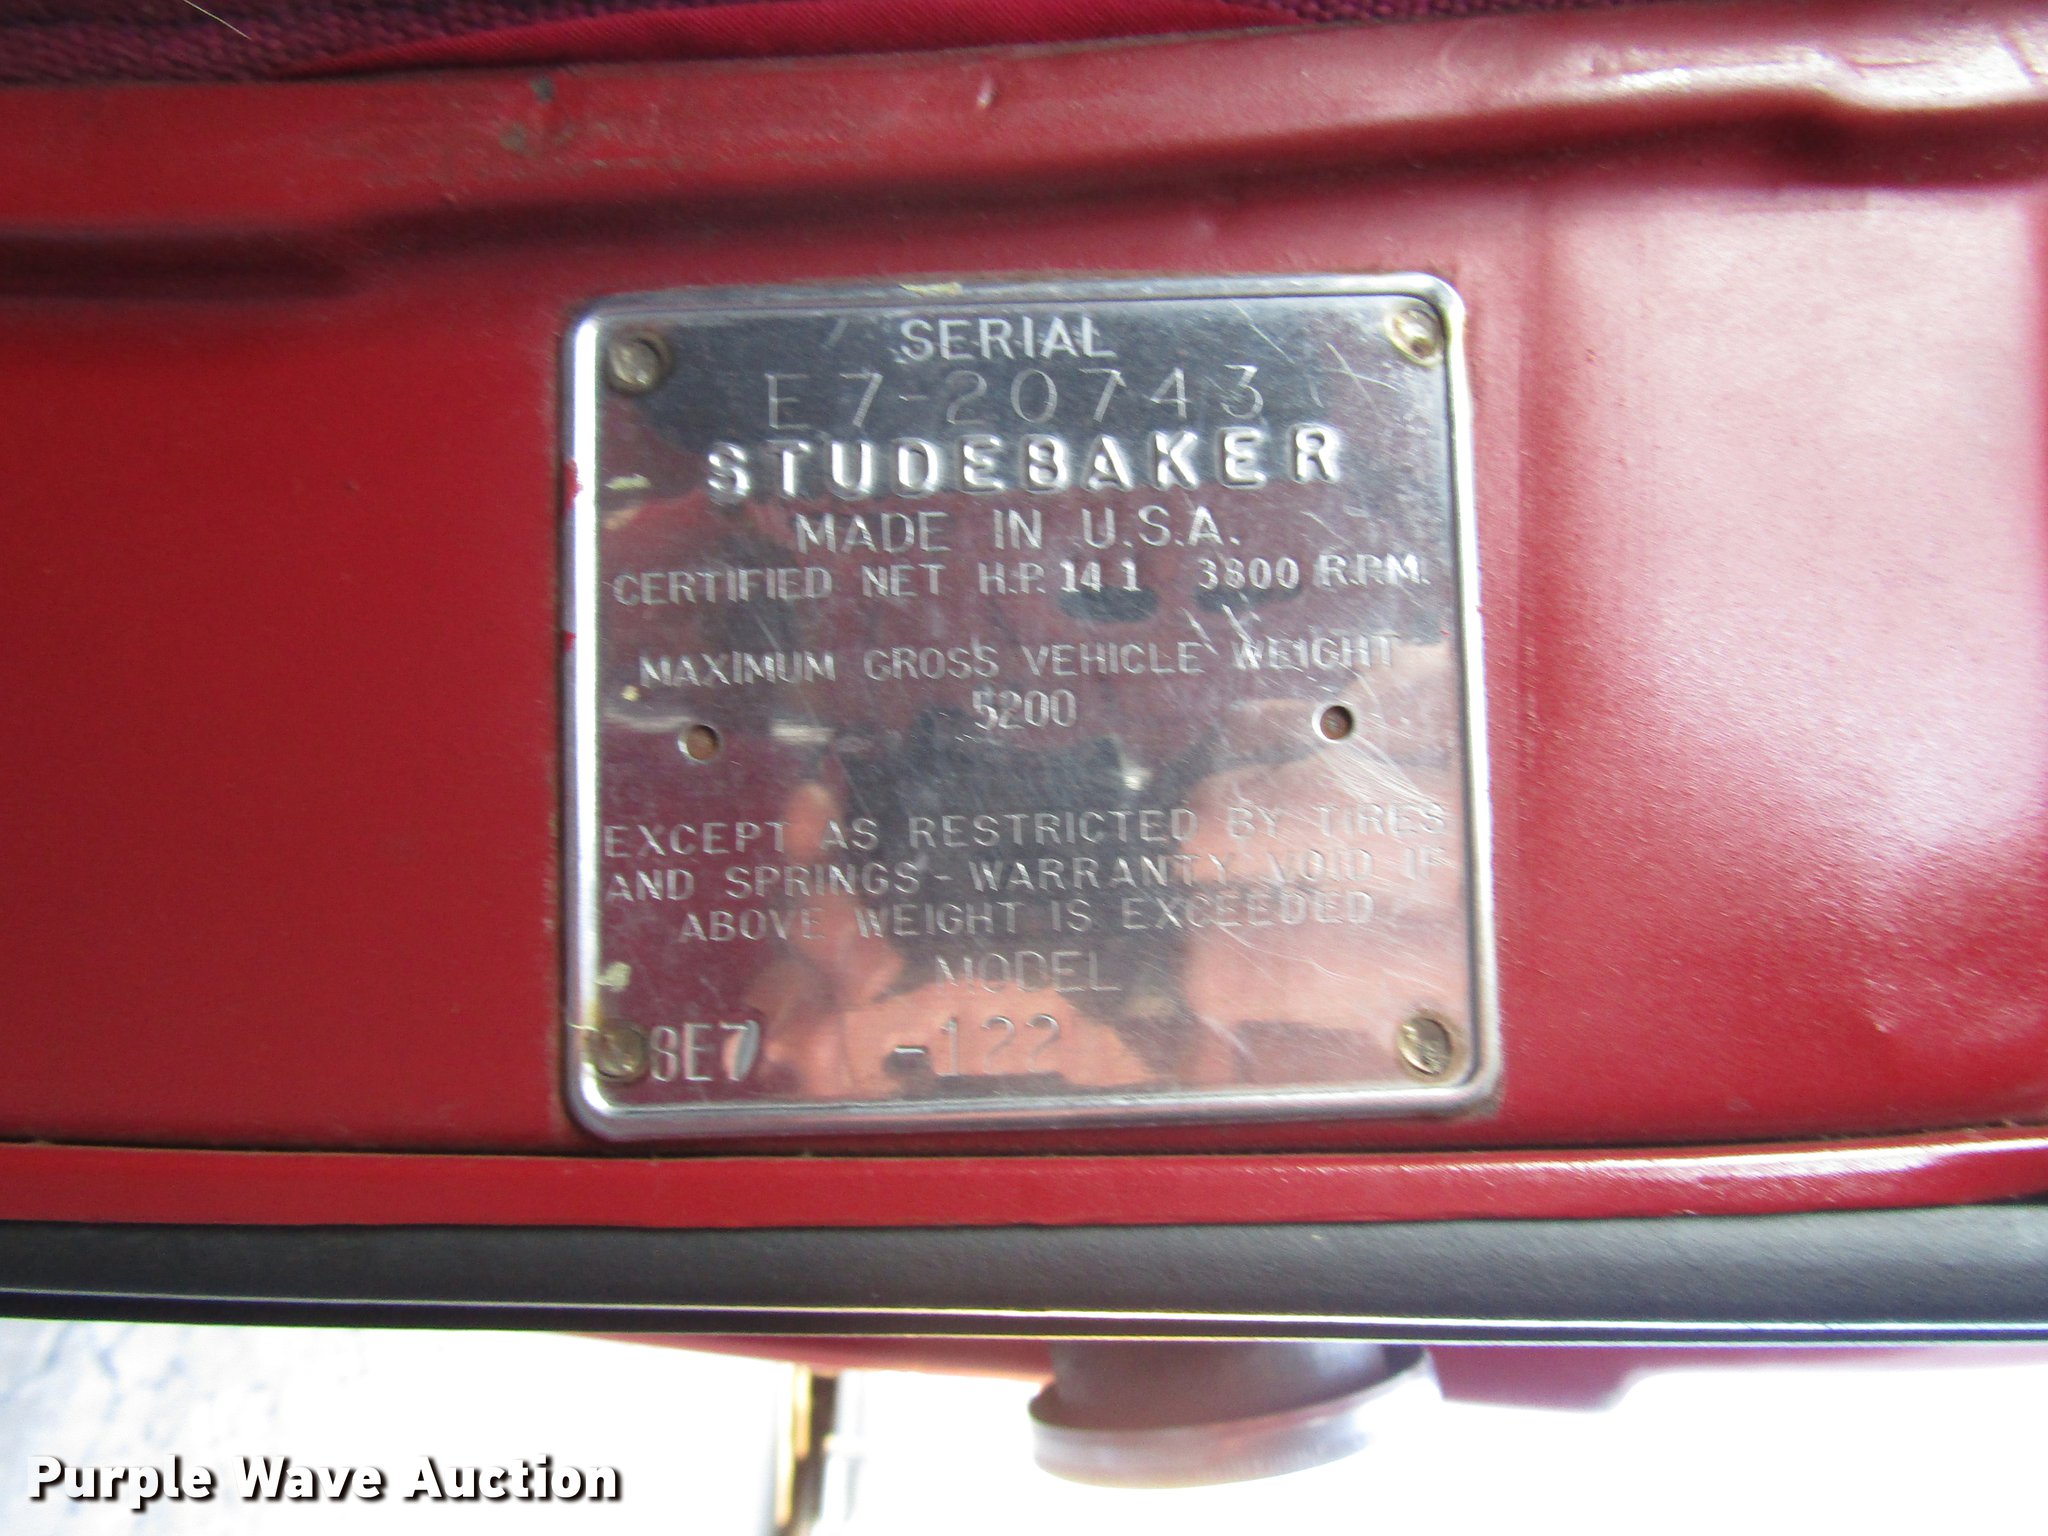 SERIAL
E7-20743
STUDEBAKER
MADE IN U.S.A.
CERTIFIED NET H.P. 141 3800 R.P.M.
MAXIMUM GROSS VEHICLE WEIGHT
5200
EXCEPT AS RESTRICTED BY TIRES
AND SPRINGS - WARRANTY VOID IF
ABOVE WEIGHT IS EXCEEDED.
MODEL
8E7 -122
Purple Wave Auction